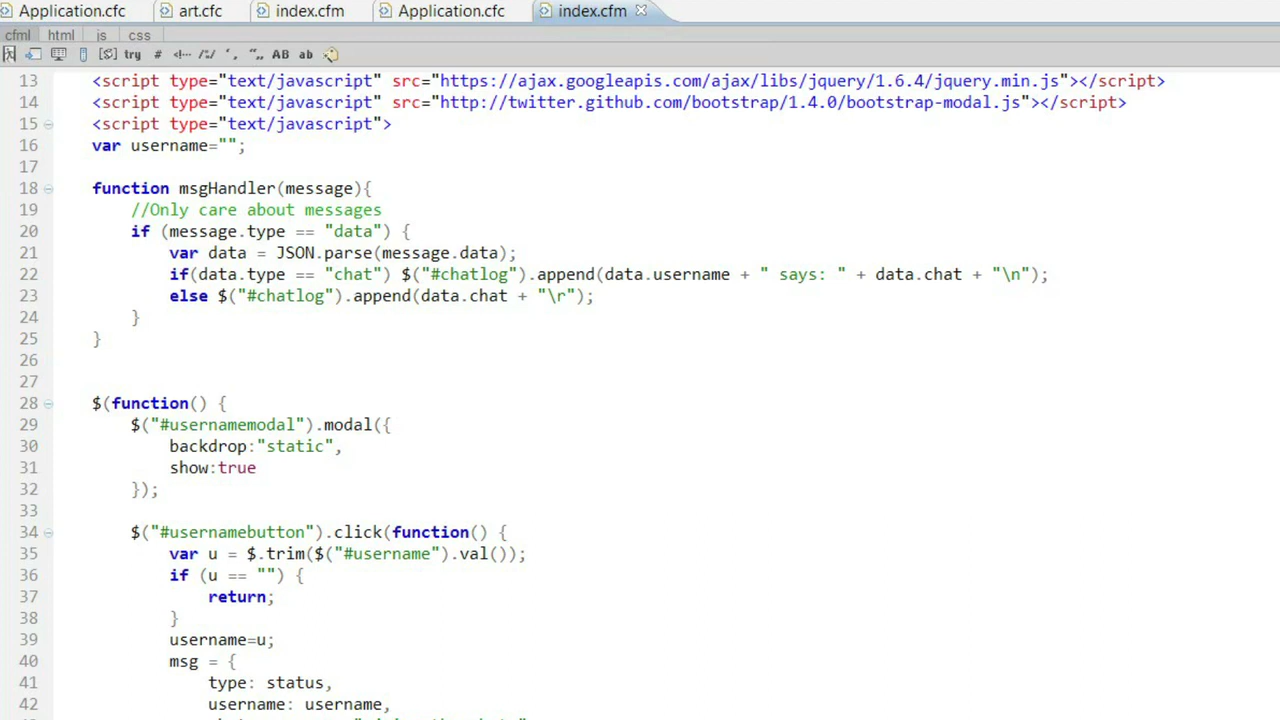 Application.cfc art.cfc index.cfm Application.cfc index.cfm
cfml html js css
try # AB ab
13 <script type="text/javascript" src="https://ajax.googleapis.com/ajax/libs/jquery/1.6.4/jquery.min.js"></script>
14 <script type="text/javascript" src="http://twitter.github.com/bootstrap/1.4.0/bootstrap-modal.js"></script>
15 <script type="text/javascript">
16 var username="";
17
18 function msgHandler(message){
19 //Only care about messages
20 if (message.type == "data") {
21 var data = JSON.parse(message.data);
22 if(data.type == "chat") $("#chatlog").append(data.username + " says: " + data.chat + "\n");
23 else $("#chatlog").append(data.chat + "\r");
24 }
25 }
26
27
28 $(function() {
29 $("#usernamemodal").modal({
30 backdrop:"static",
31 show:true
32 });
33
34 $("#usernamebutton").click(function() {
35 var u = $.trim($("#username").val());
36 if (u == "") {
37 return;
38 }
39 username=u;
40 msg = {
41 type: status,
42 username: username,